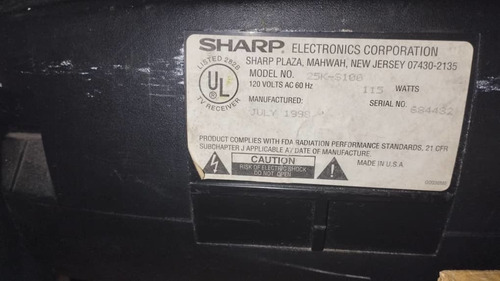 SHARP ELECTRONICS CORPORATION
SHARP PLAZA, MAHWAH, NEW JERSEY 07430-2135
LISTED 282B
UL
TV RECEIVER
MODEL NO. 25K-S100
120 VOLTS AC 60 Hz 115 WATTS
MANUFACTURED: SERIAL NO. 684432
JULY 1998
PRODUCT COMPLIES WITH FDA RADIATION PERFORMANCE STANDARDS, 21 CFR
SUBCHAPTER J APPLICABLE AT DATE OF MANUFACTURE.
CAUTION
RISK OF ELECTRIC SHOCK
DO NOT OPEN
MADE IN U.S.A.